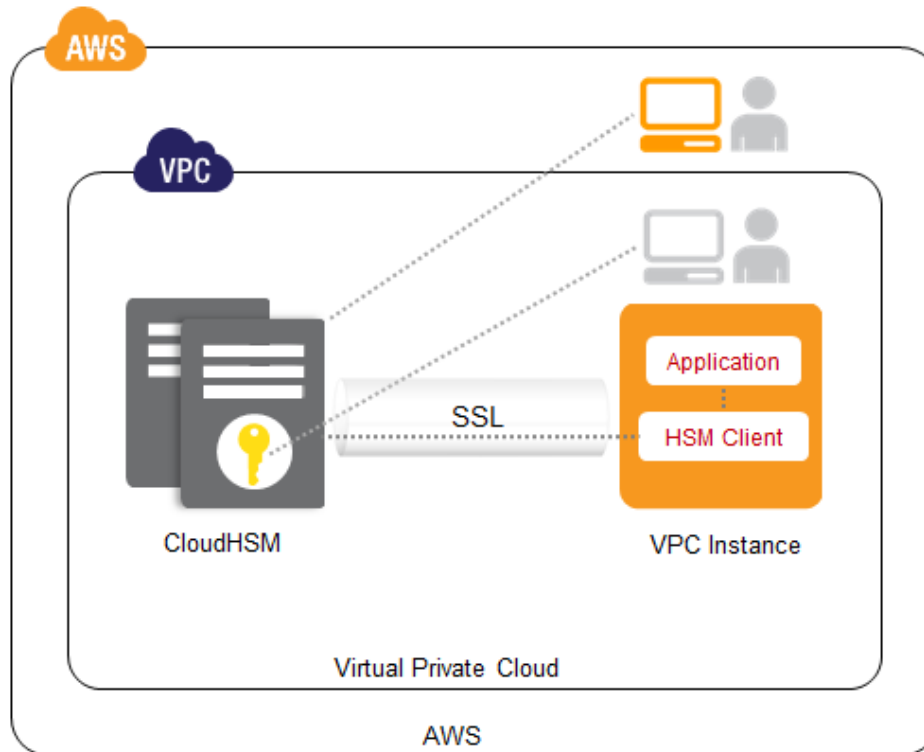 AWS
VPC
SSL
Application
HSM Client
CloudHSM
VPC Instance
Virtual Private Cloud
AWS